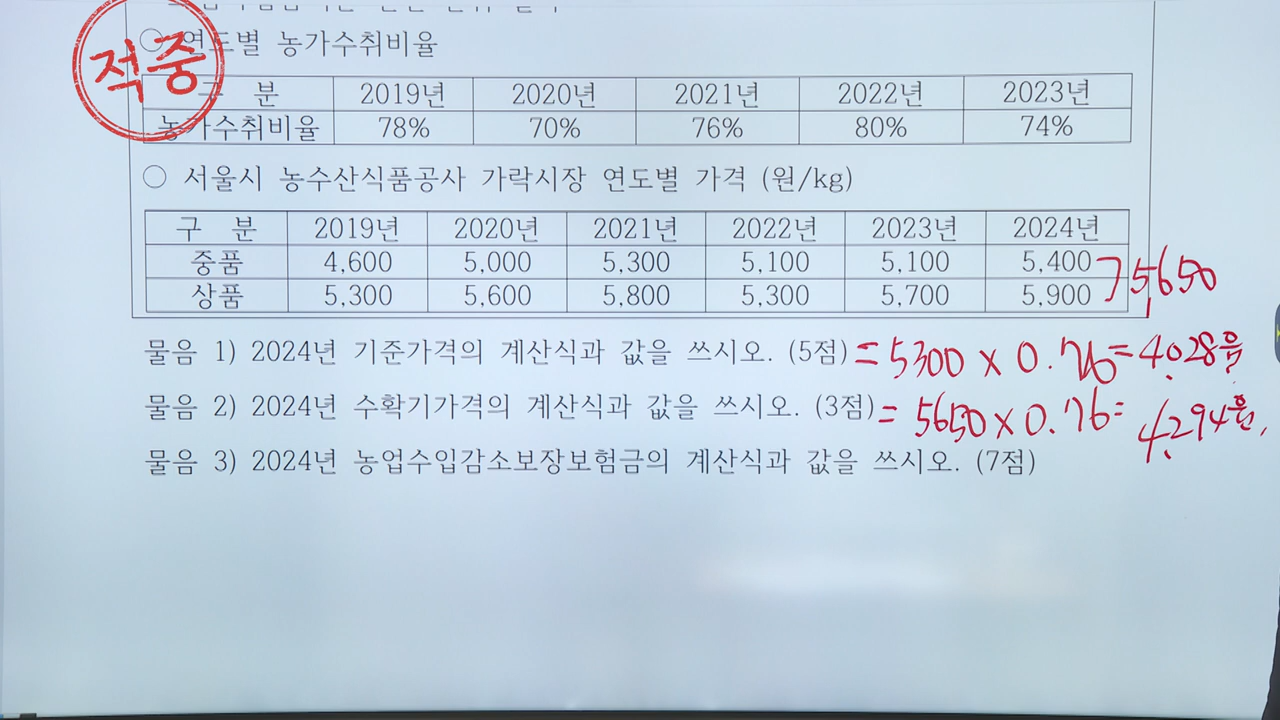 ○ 연도별 농가수취비율
적중
구 분 2019년 2020년 2021년 2022년 2023년
농가수취비율 78% 70% 76% 80% 74%
○ 서울시 농수산식품공사 가락시장 연도별 가격 (원/kg)
구 분 2019년 2020년 2021년 2022년 2023년 2024년
중품 4,600 5,000 5,300 5,100 5,100 5,400
상품 5,300 5,600 5,800 5,300 5,700 5,900
5,650
물음 1) 2024년 기준가격의 계산식과 값을 쓰시오. (5점) = 5300 x 0.76 = 4,028원
물음 2) 2024년 수확기가격의 계산식과 값을 쓰시오. (3점) = 5650 x 0.76 = 4,294원.
물음 3) 2024년 농업수입감소보장보험금의 계산식과 값을 쓰시오. (7점)